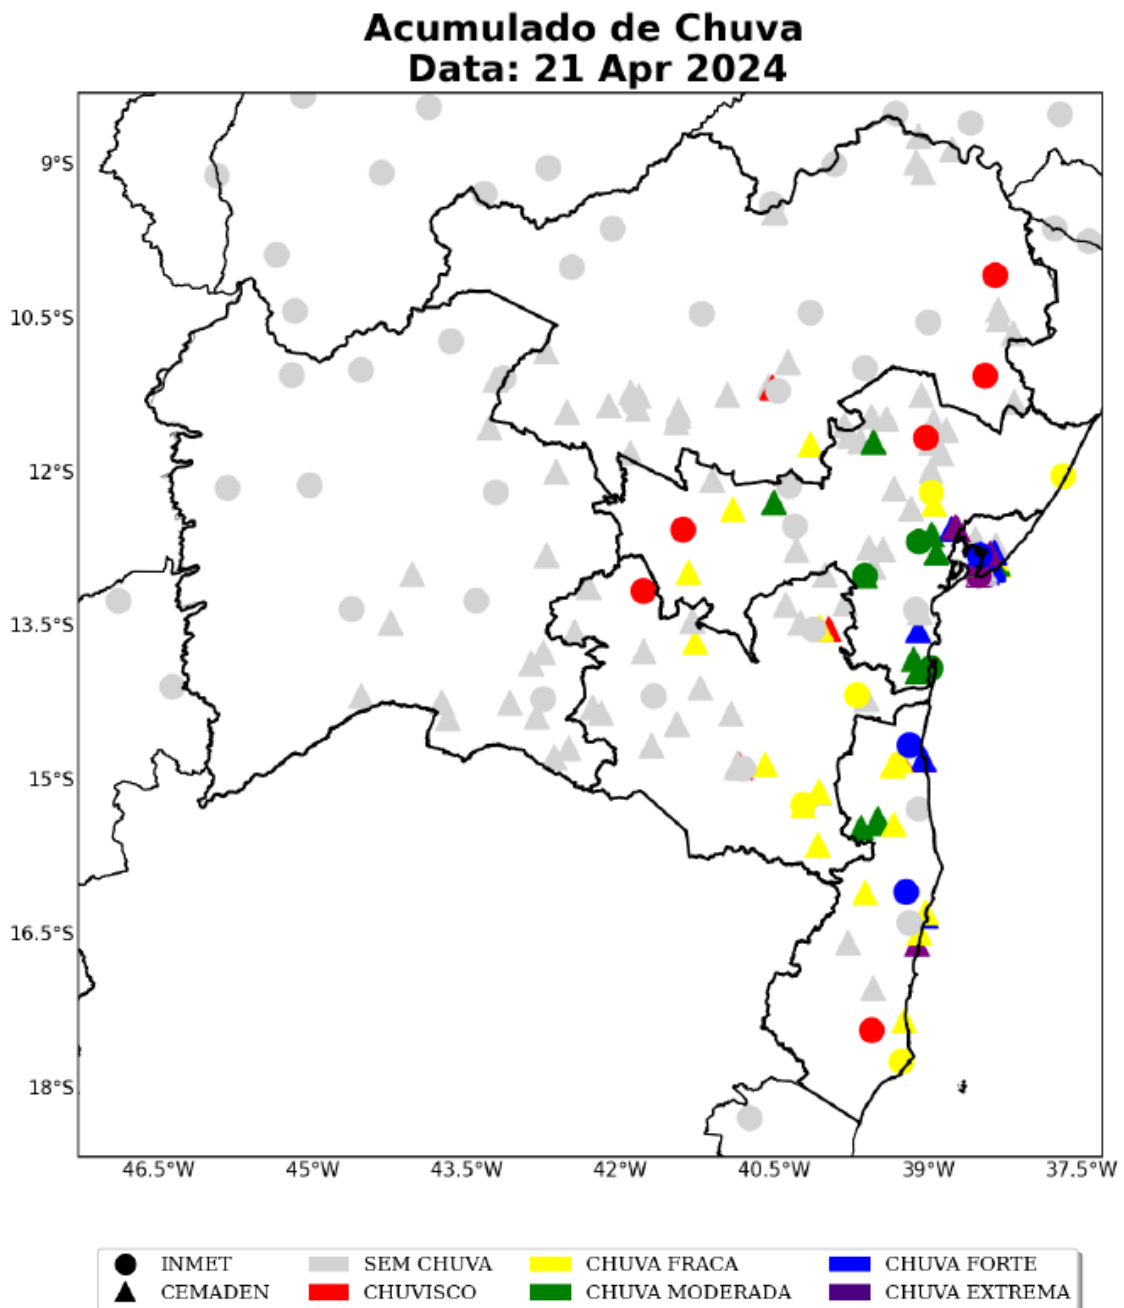 Acumulado de Chuva
Data: 21 Apr 2024
9°S
10.5°S
12°S
13.5°S
15°S
16.5°S
18°S
46.5°W 45°W 43.5°W 42°W 40.5°W 39°W 37.5°W
INMET SEM CHUVA CHUVA FRACA CHUVA FORTE
CEMADEN CHUVISCO CHUVA MODERADA CHUVA EXTREMA